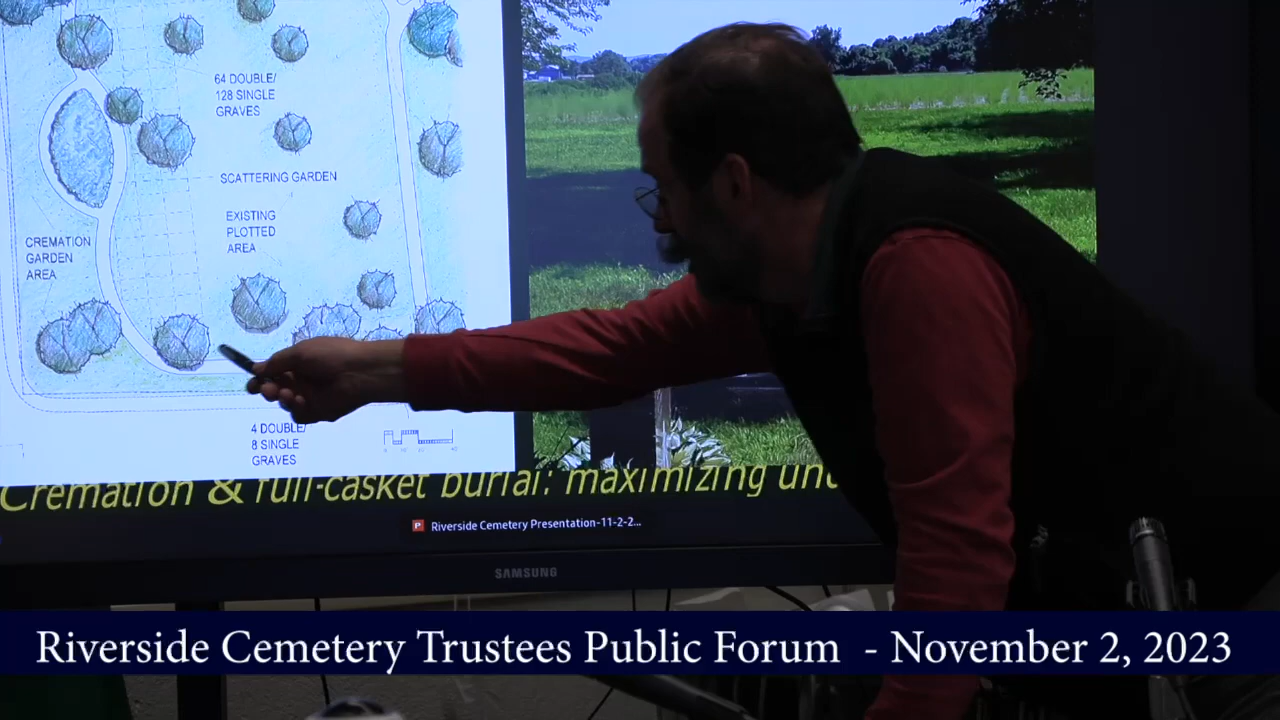 64 DOUBLE/
128 SINGLE
GRAVES
SCATTERING GARDEN
EXISTING
PLOTTED
AREA
CREMATION
GARDEN
AREA
4 DOUBLE/
8 SINGLE
GRAVES
Cremation & full-casket burial: maximizing
Riverside Cemetery Presentation-11-2-2...
SAMSUNG
Riverside Cemetery Trustees Public Forum - November 2, 2023